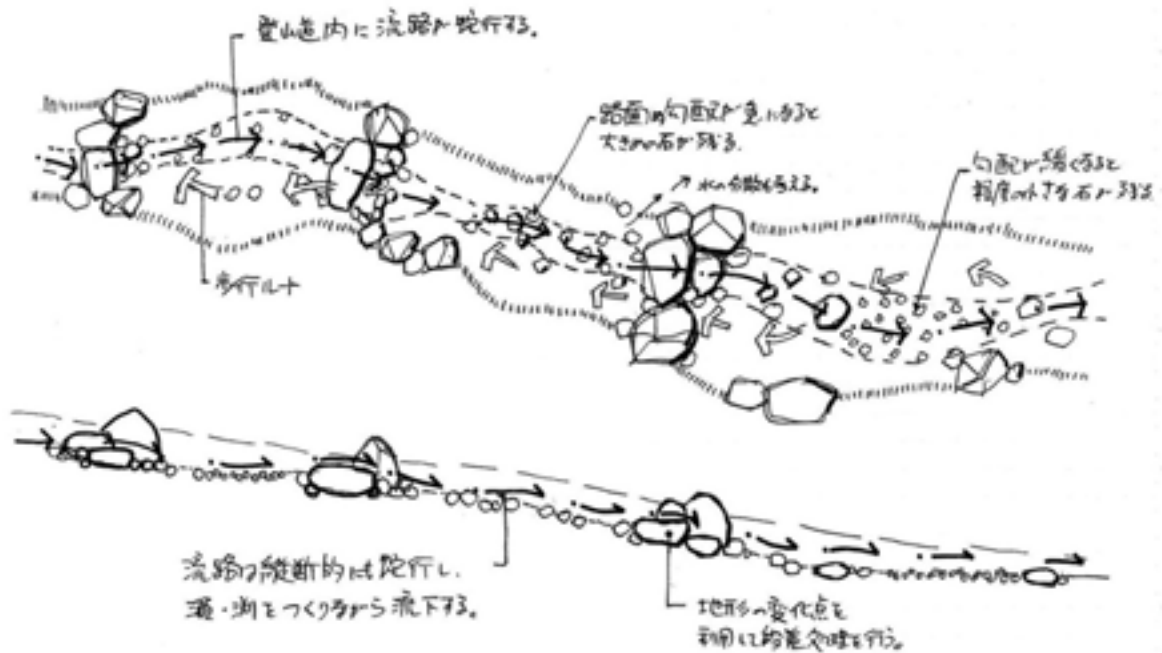 登山道内に流路が蛇行する。
路面の勾配が急になると
大きめの石が残る。
水の分散も考える。
勾配が緩くなると
粒度の小さな石が残る
歩行ルート
流路は縦断的にも蛇行し、
瀬・淵をつくりながら流下する。
地形の変化点を
利用して段差処理を行う。